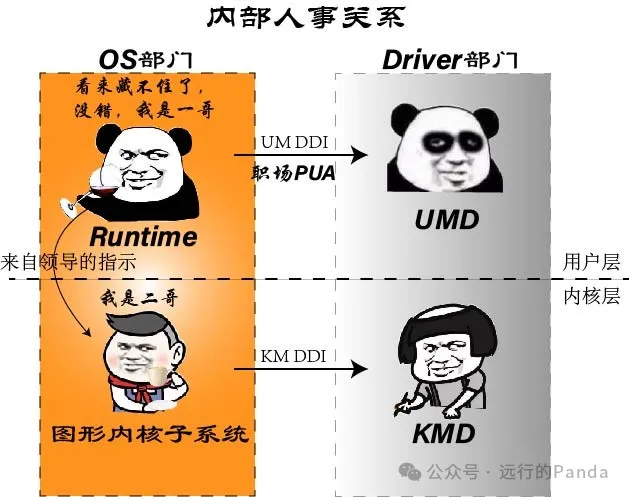 内部人事关系
OS部门
Driver部门
看来藏不住了，
没错，我是一哥
UM DDI
职场PUA
Runtime
UMD
来自领导的指示
用户层
内核层
我是二哥
KM DDI
图形内核子系统
KMD
公众号·远行的Panda